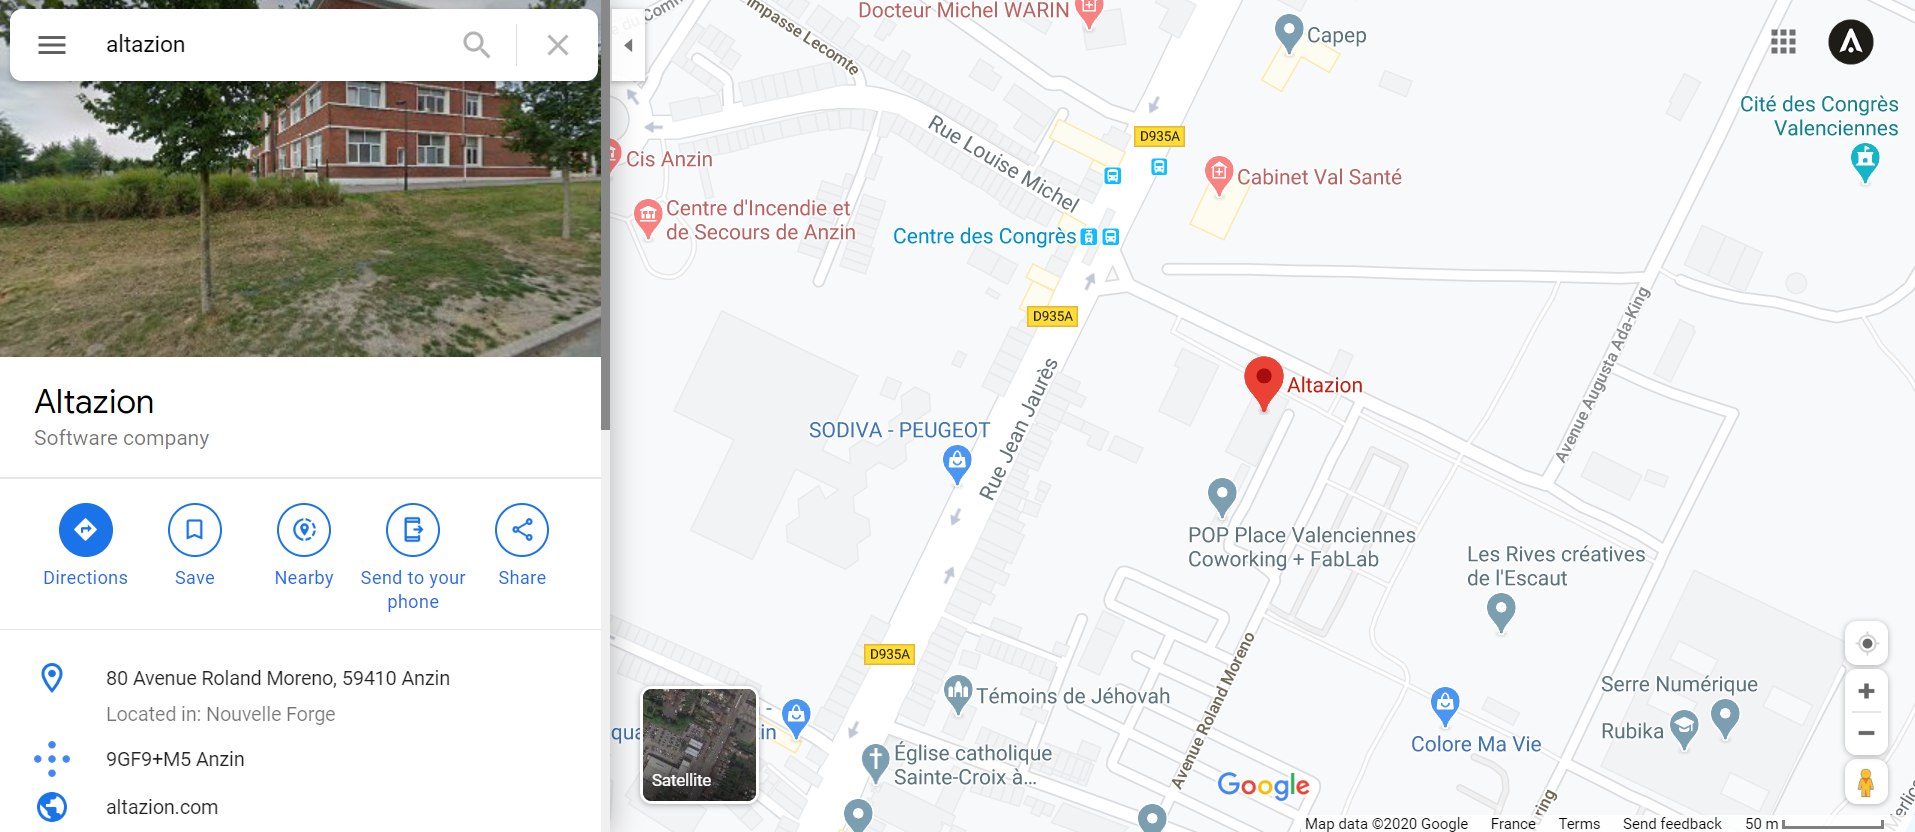 altazion
Altazion
Software company
Directions
Save
Nearby
Send to your
phone
Share
80 Avenue Roland Moreno, 59410 Anzin
Located in: Nouvelle Forge
9GF9+M5 Anzin
altazion.com
Impasse Lecomte
Docteur Michel WARIN
Capep
Cité des Congrès
Valenciennes
D935A
Rue Louise Michel
Cis Anzin
Cabinet Val Santé
Centre d'Incendie et
de Secours de Anzin
Centre des Congrès
D935A
Avenue Augusta Ada-King
Rue Jean Jaurès
Altazion
SODIVA - PEUGEOT
POP Place Valenciennes
Coworking + FabLab
Les Rives créatives
de l'Escaut
D935A
Avenue Roland Moreno
Témoins de Jéhovah
Serre Numérique
Rubika
Colore Ma Vie
Église catholique
Sainte-Croix à...
Satellite
Google
Map data ©2020 Google
France
Terms
Send feedback
50 m